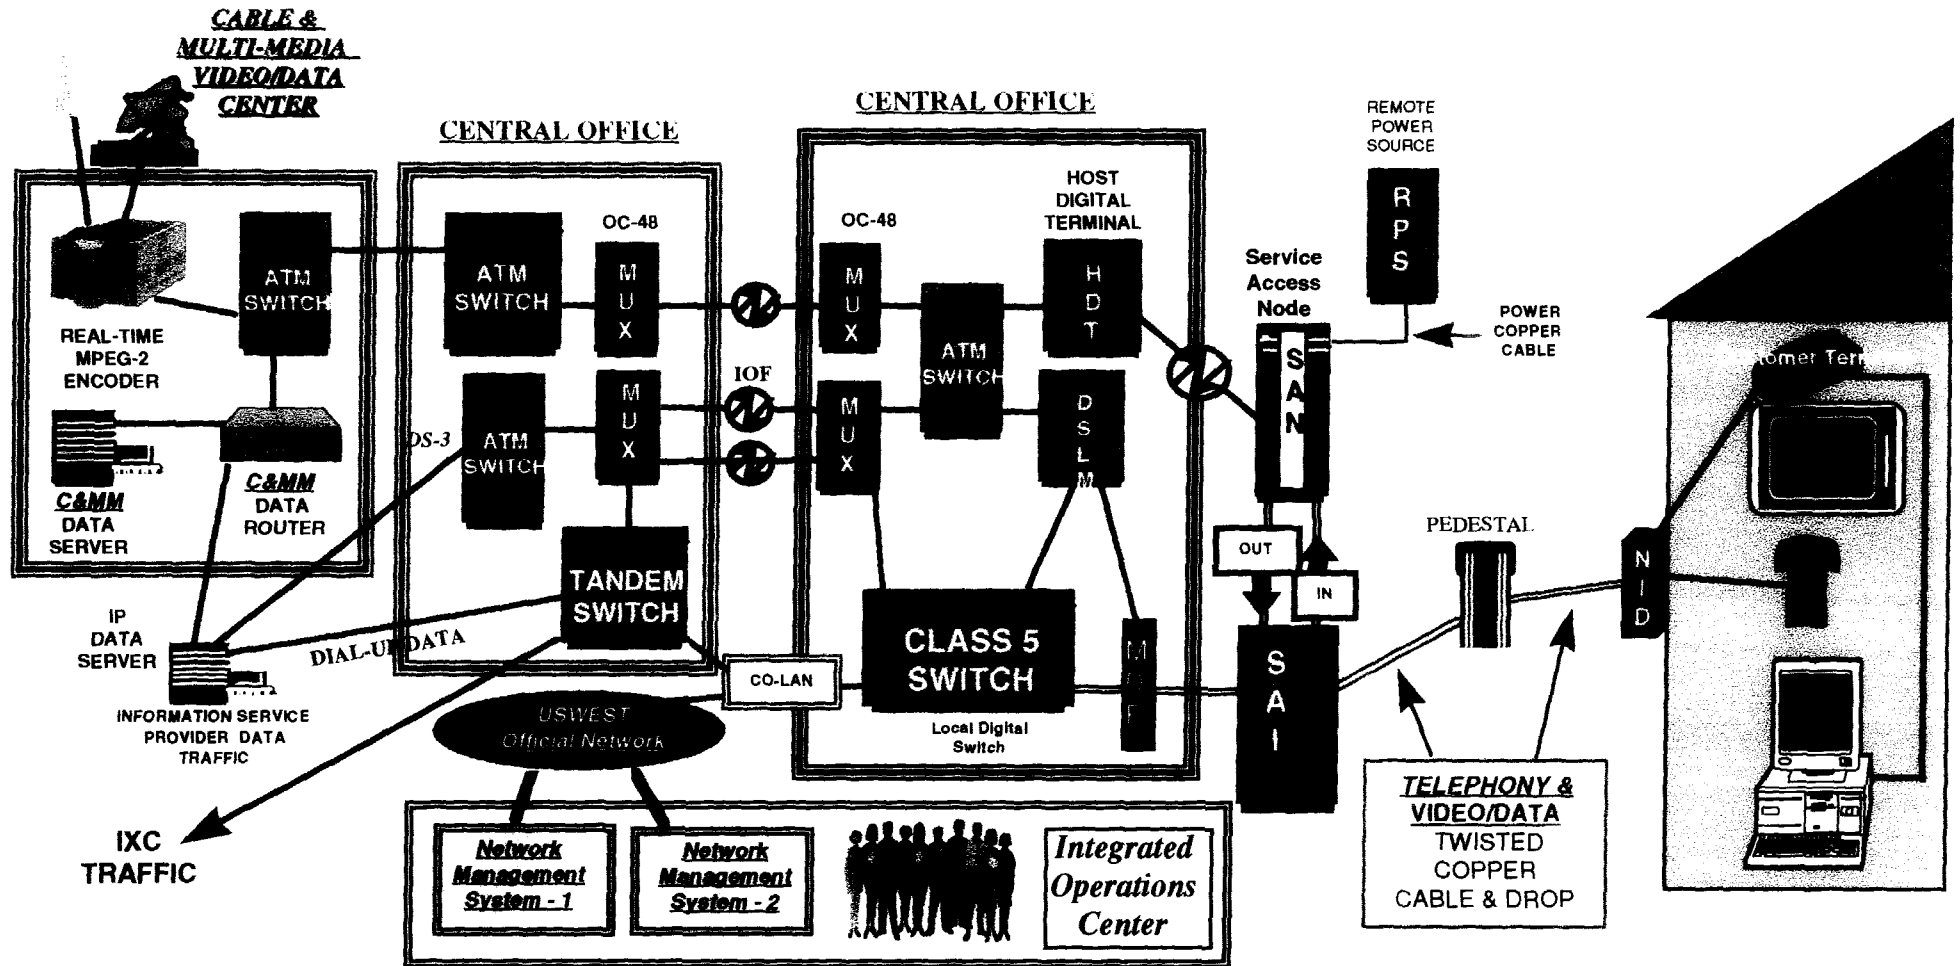 CABLE &
MULTI-MEDIA
VIDEO/DATA
CENTER
CENTRAL OFFICE
CENTRAL OFFICE
REMOTE
POWER
SOURCE
R
P
S
POWER
COPPER
CABLE
ATM
SWITCH
REAL-TIME
MPEG-2
ENCODER
C&MM
DATA
SERVER
C&MM
DATA
ROUTER
OC-48
ATM
SWITCH
M
U
X
DS-3
ATM
SWITCH
M
U
X
TANDEM
SWITCH
IOF
OC-48
M
U
X
M
U
X
ATM
SWITCH
HOST
DIGITAL
TERMINAL
H
D
T
D
S
L
M
CLASS 5
SWITCH
Local Digital
Switch
M
CO-LAN
Service
Access
Node
S
A
N
OUT
IN
S
A
I
PEDESTAL
N
I
D
TELEPHONY &
VIDEO/DATA
TWISTED
COPPER
CABLE & DROP
IP
DATA
SERVER
DIAL-UP DATA
INFORMATION SERVICE
PROVIDER DATA
TRAFFIC
IXC
TRAFFIC
USWEST
Official Network
Network
Management
System - 1
Network
Management
System - 2
Integrated
Operations
Center